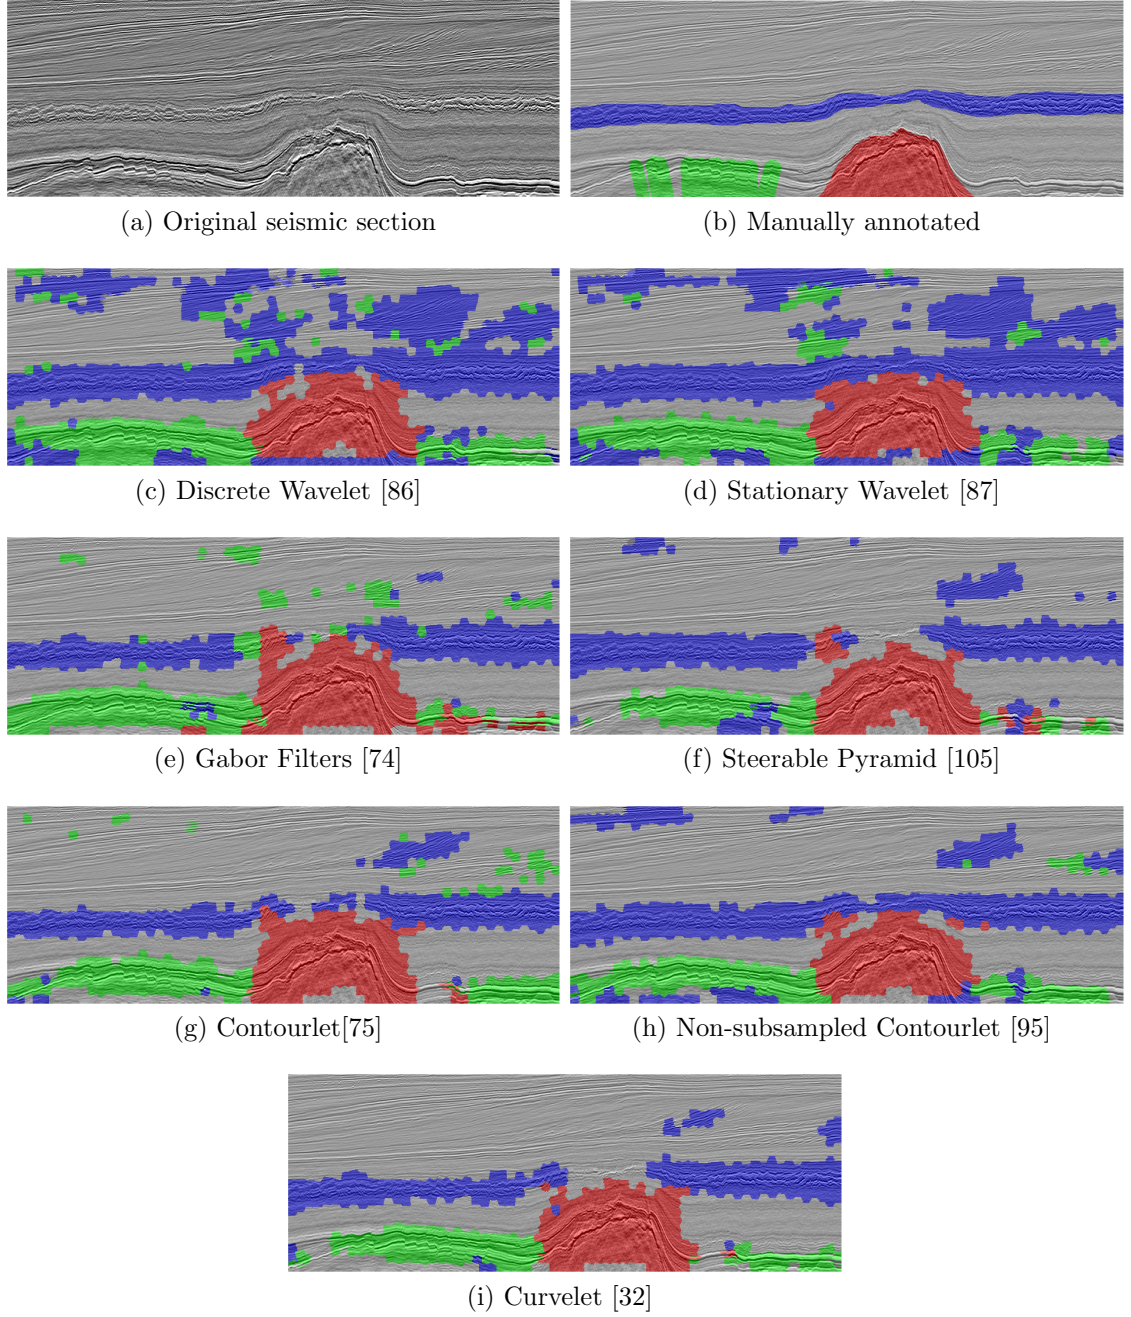 (a) Original seismic section
(b) Manually annotated
(c) Discrete Wavelet [86]
(d) Stationary Wavelet [87]
(e) Gabor Filters [74]
(f) Steerable Pyramid [105]
(g) Contourlet[75]
(h) Non-subsampled Contourlet [95]
(i) Curvelet [32]